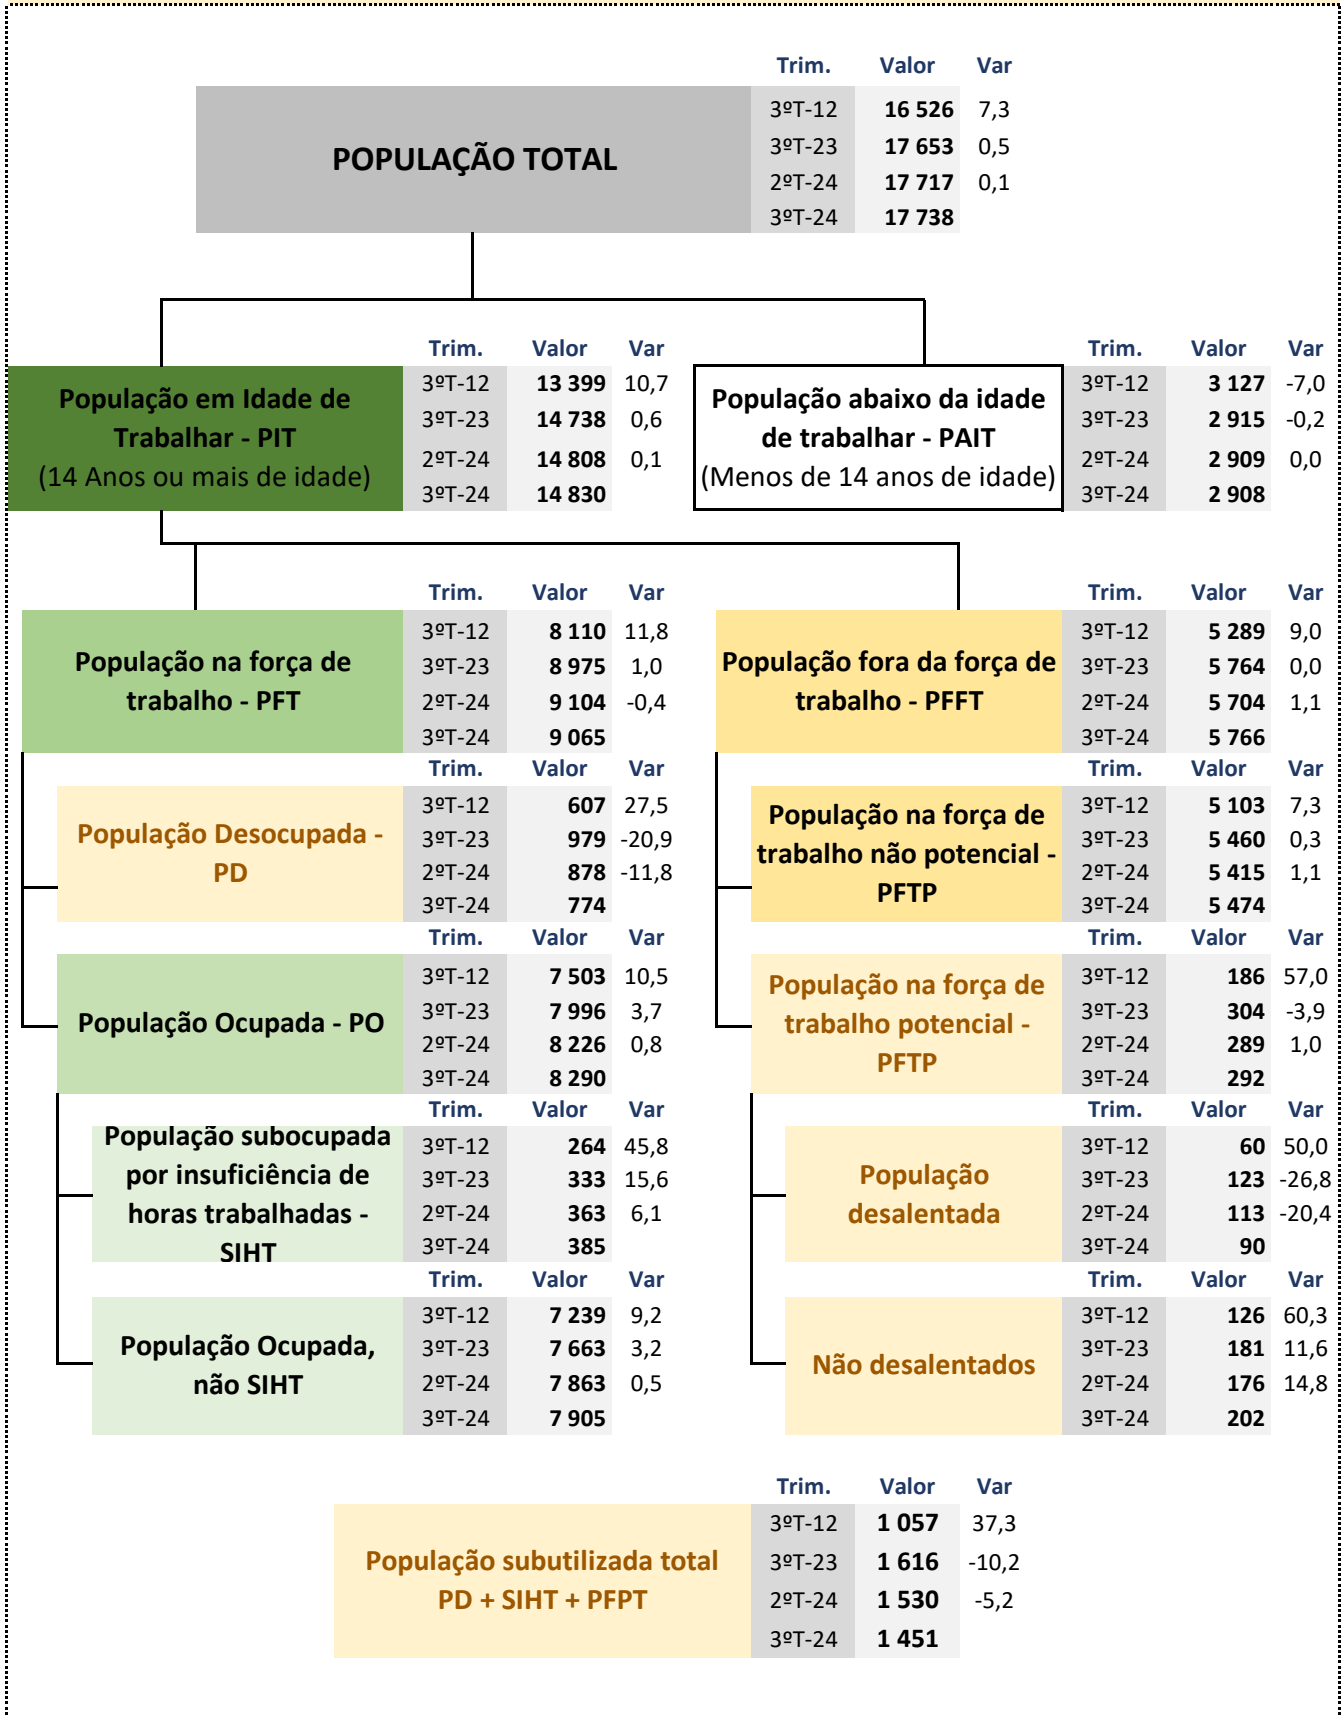 Trim. Valor Var
POPULAÇÃO TOTAL
3ºT-12 16 526 7,3
3ºT-23 17 653 0,5
2ºT-24 17 717 0,1
3ºT-24 17 738
Trim. Valor Var
População em Idade de
Trabalhar - PIT
(14 Anos ou mais de idade)
3ºT-12 13 399 10,7
3ºT-23 14 738 0,6
2ºT-24 14 808 0,1
3ºT-24 14 830
Trim. Valor Var
População abaixo da idade
de trabalhar - PAIT
(Menos de 14 anos de idade)
3ºT-12 3 127 -7,0
3ºT-23 2 915 -0,2
2ºT-24 2 909 0,0
3ºT-24 2 908
Trim. Valor Var
População na força de
trabalho - PFT
3ºT-12 8 110 11,8
3ºT-23 8 975 1,0
2ºT-24 9 104 -0,4
3ºT-24 9 065
Trim. Valor Var
População fora da força de
trabalho - PFFT
3ºT-12 5 289 9,0
3ºT-23 5 764 0,0
2ºT-24 5 704 1,1
3ºT-24 5 766
Trim. Valor Var
População Desocupada -
PD
3ºT-12 607 27,5
3ºT-23 979 -20,9
2ºT-24 878 -11,8
3ºT-24 774
Trim. Valor Var
População na força de
trabalho não potencial -
PFTP
3ºT-12 5 103 7,3
3ºT-23 5 460 0,3
2ºT-24 5 415 1,1
3ºT-24 5 474
Trim. Valor Var
População Ocupada - PO
3ºT-12 7 503 10,5
3ºT-23 7 996 3,7
2ºT-24 8 226 0,8
3ºT-24 8 290
Trim. Valor Var
População na força de
trabalho potencial -
PFTP
3ºT-12 186 57,0
3ºT-23 304 -3,9
2ºT-24 289 1,0
3ºT-24 292
Trim. Valor Var
População subocupada
por insuficiência de
horas trabalhadas -
SIHT
3ºT-12 264 45,8
3ºT-23 333 15,6
2ºT-24 363 6,1
3ºT-24 385
Trim. Valor Var
População
desalentada
3ºT-12 60 50,0
3ºT-23 123 -26,8
2ºT-24 113 -20,4
3ºT-24 90
Trim. Valor Var
População Ocupada,
não SIHT
3ºT-12 7 239 9,2
3ºT-23 7 663 3,2
2ºT-24 7 863 0,5
3ºT-24 7 905
Trim. Valor Var
Não desalentados
3ºT-12 126 60,3
3ºT-23 181 11,6
2ºT-24 176 14,8
3ºT-24 202
Trim. Valor Var
População subutilizada total
PD + SIHT + PFPT
3ºT-12 1 057 37,3
3ºT-23 1 616 -10,2
2ºT-24 1 530 -5,2
3ºT-24 1 451